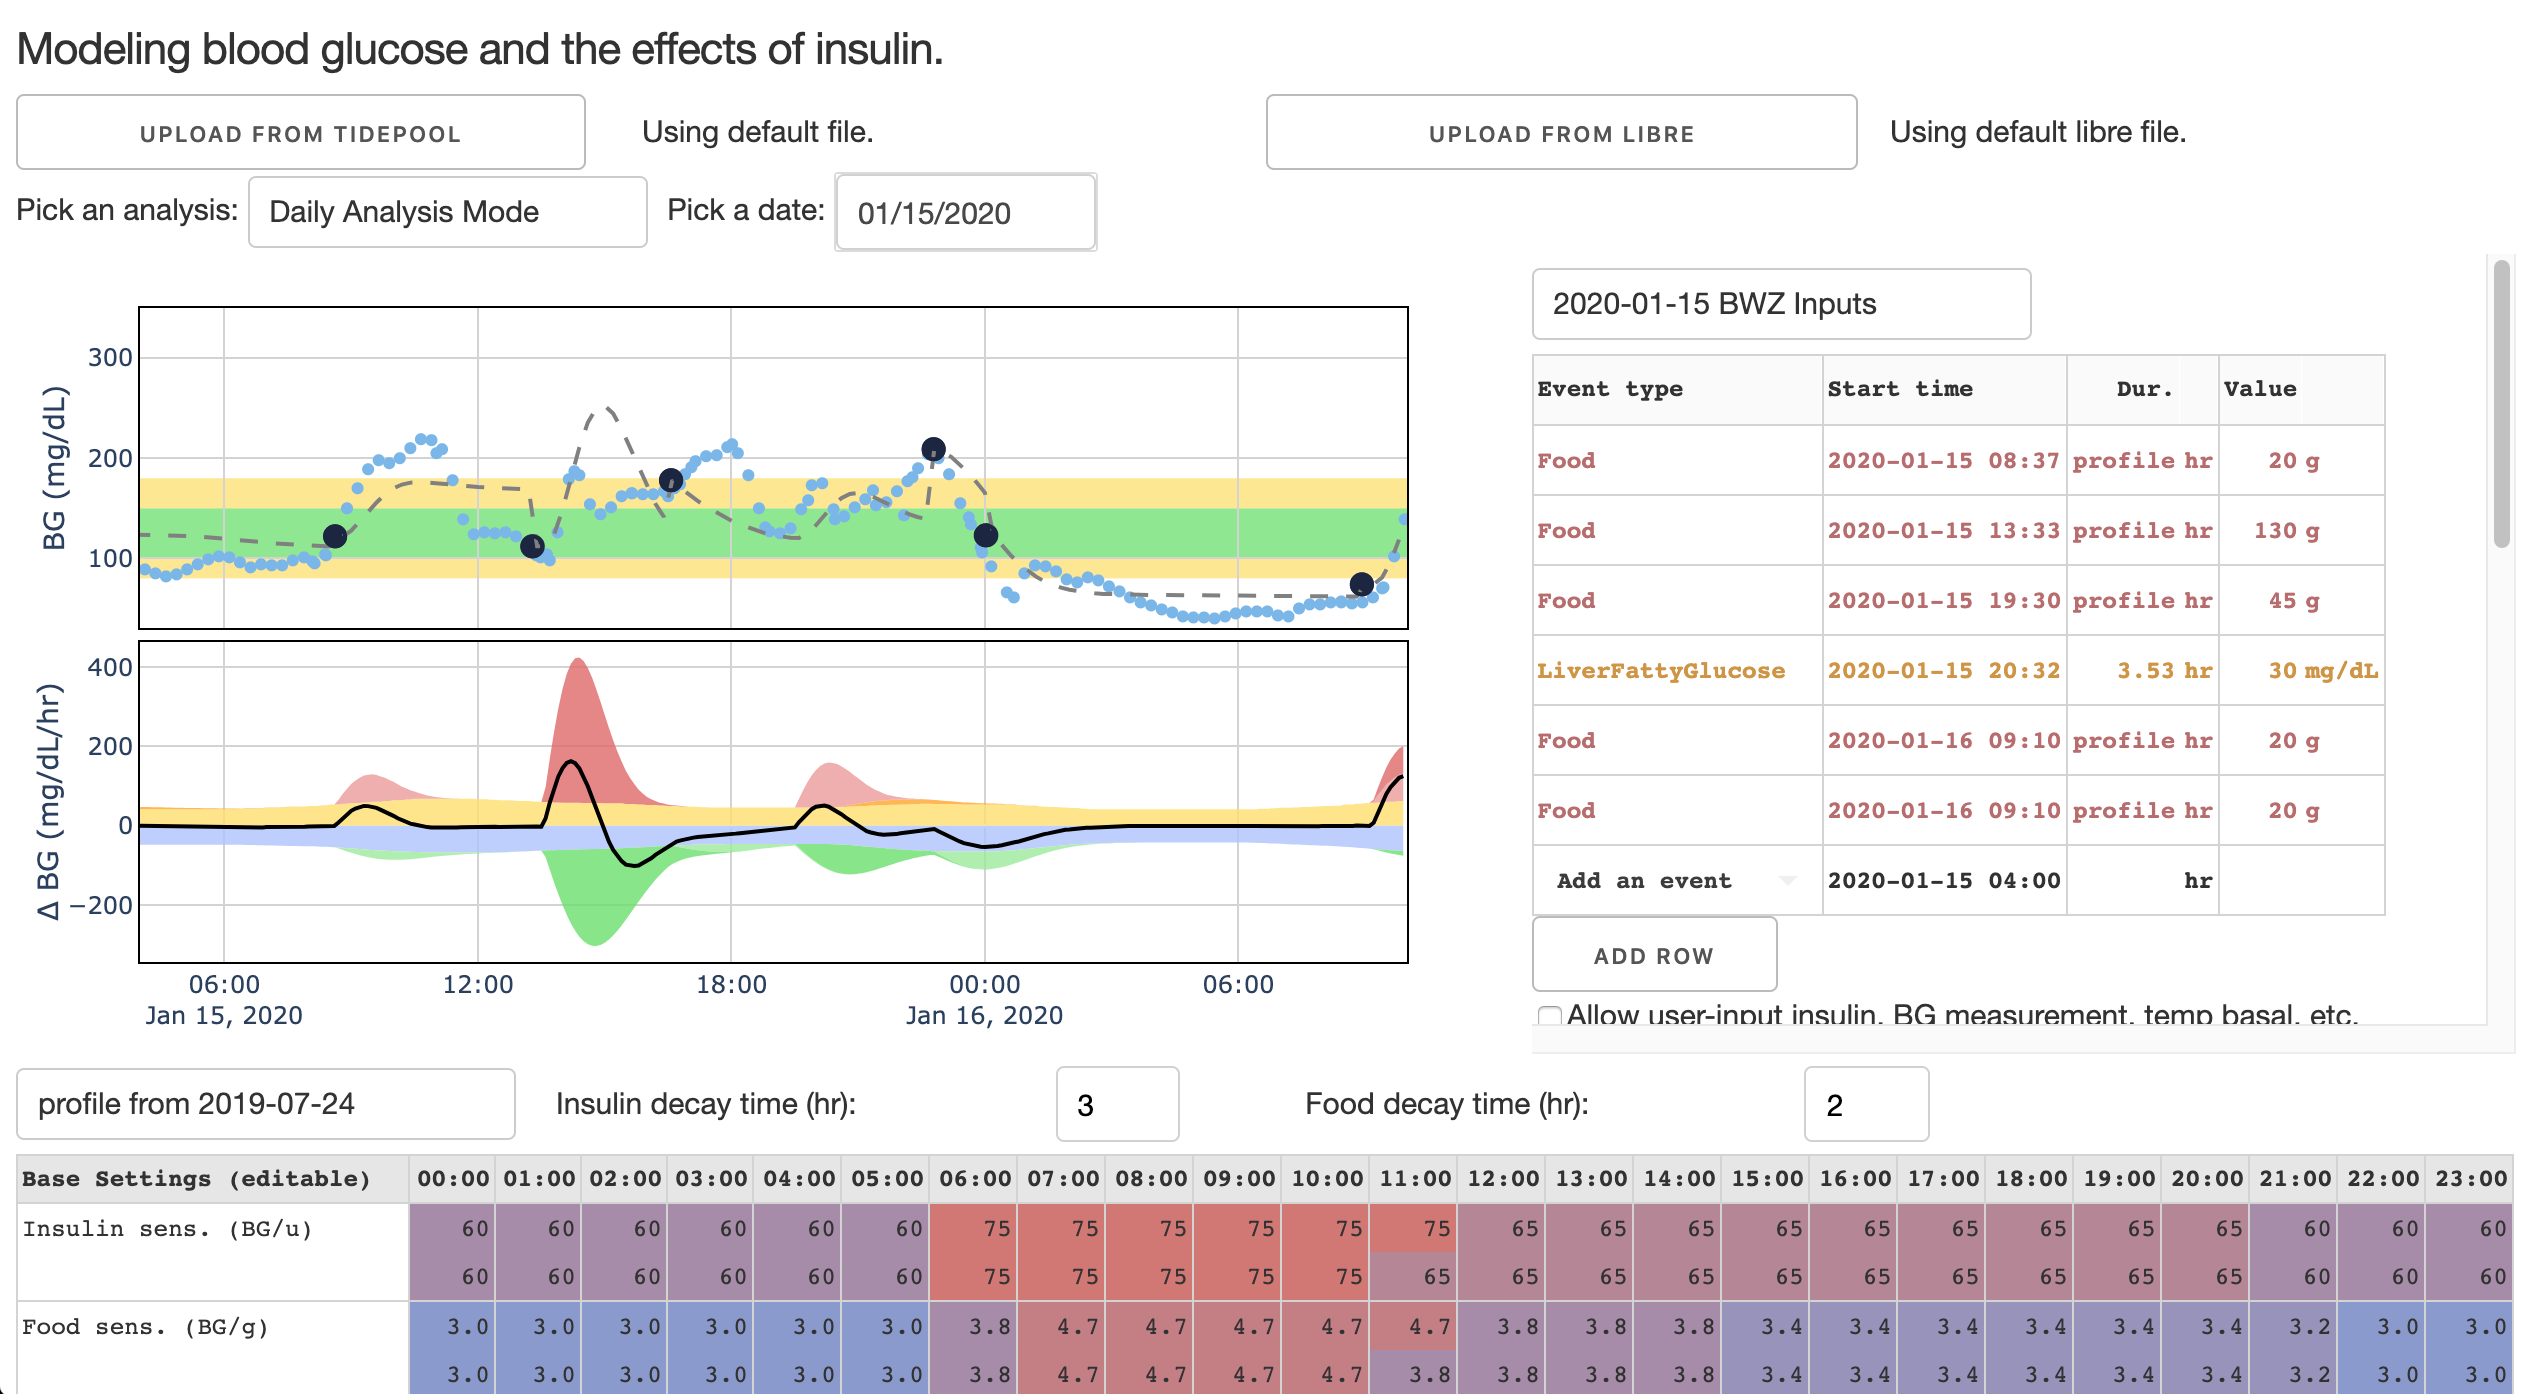 Modeling blood glucose and the effects of insulin.
UPLOAD FROM TIDEPOOL Using default file. UPLOAD FROM LIBRE Using default libre file.
Pick an analysis: Daily Analysis Mode Pick a date: 01/15/2020
BG (mg/dL)
300
200
100
Δ BG (mg/dL/hr)
400
200
0
−200
06:00 12:00 18:00 00:00 06:00
Jan 15, 2020 Jan 16, 2020
2020-01-15 BWZ Inputs
Event type Start time Dur. Value
Food 2020-01-15 08:37 profile hr 20 g
Food 2020-01-15 13:33 profile hr 130 g
Food 2020-01-15 19:30 profile hr 45 g
LiverFattyGlucose 2020-01-15 20:32 3.53 hr 30 mg/dL
Food 2020-01-16 09:10 profile hr 20 g
Food 2020-01-16 09:10 profile hr 20 g
Add an event 2020-01-15 04:00 hr
ADD ROW
Allow user-input insulin, BG measurement, temp basal, etc.
profile from 2019-07-24 Insulin decay time (hr): 3 Food decay time (hr): 2
Base Settings (editable) 00:00 01:00 02:00 03:00 04:00 05:00 06:00 07:00 08:00 09:00 10:00 11:00 12:00 13:00 14:00 15:00 16:00 17:00 18:00 19:00 20:00 21:00 22:00 23:00
Insulin sens. (BG/u) 60 60 60 60 60 60 75 75 75 75 75 75 65 65 65 65 65 65 65 65 65 60 60 60
60 60 60 60 60 60 75 75 75 75 75 65 65 65 65 65 65 65 65 65 65 60 60 60
Food sens. (BG/g) 3.0 3.0 3.0 3.0 3.0 3.0 3.8 4.7 4.7 4.7 4.7 4.7 3.8 3.8 3.8 3.4 3.4 3.4 3.4 3.4 3.4 3.2 3.0 3.0
3.0 3.0 3.0 3.0 3.0 3.0 3.8 4.7 4.7 4.7 4.7 3.8 3.8 3.8 3.8 3.4 3.4 3.4 3.4 3.4 3.4 3.2 3.0 3.0